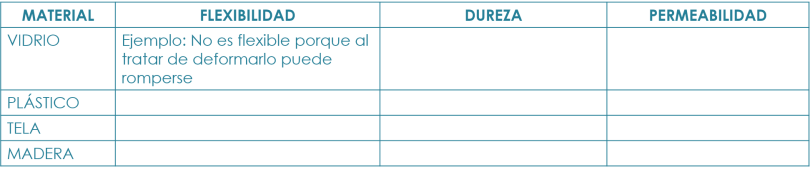 MATERIAL FLEXIBILIDAD DUREZA PERMEABILIDAD
VIDRIO Ejemplo: No es flexible porque al
tratar de deformarlo puede
romperse
PLÁSTICO
TELA
MADERA